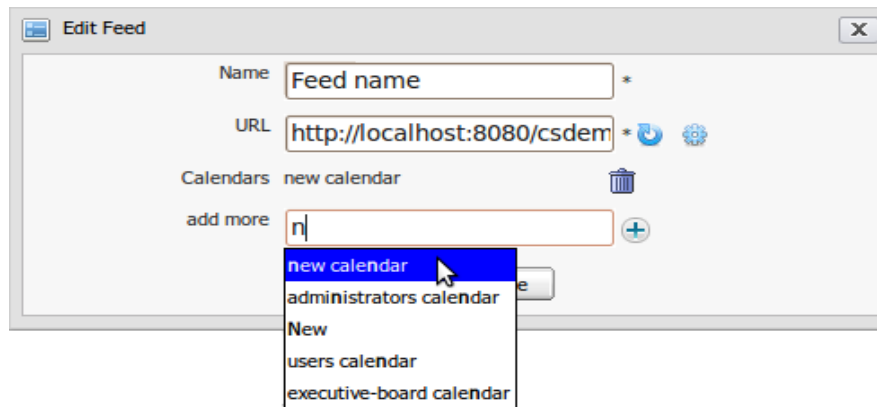 Edit Feed
Name Feed name *
URL http://localhost:8080/csdem *
Calendars new calendar
add more n
new calendar
administrators calendar
New
users calendar
executive-board calendar